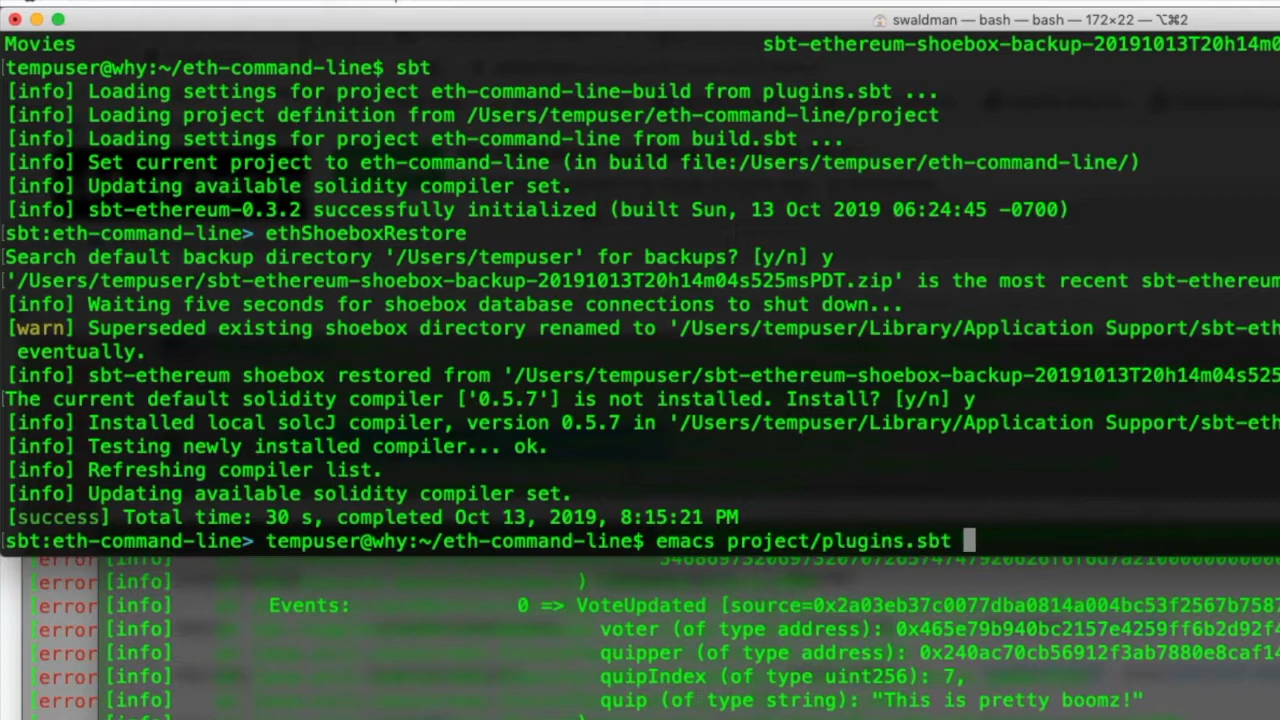 swaldman — bash — bash — 172×22 — ⌥⌘2
Movies sbt-ethereum-shoebox-backup-20191013T20h14m0
tempuser@why:~/eth-command-line$ sbt
[info] Loading settings for project eth-command-line-build from plugins.sbt ...
[info] Loading project definition from /Users/tempuser/eth-command-line/project
[info] Loading settings for project eth-command-line from build.sbt ...
[info] Set current project to eth-command-line (in build file:/Users/tempuser/eth-command-line/)
[info] Updating available solidity compiler set.
[info] sbt-ethereum-0.3.2 successfully initialized (built Sun, 13 Oct 2019 06:24:45 -0700)
sbt:eth-command-line> ethShoeboxRestore
Search default backup directory '/Users/tempuser' for backups? [y/n] y
'/Users/tempuser/sbt-ethereum-shoebox-backup-20191013T20h14m04s525msPDT.zip' is the most recent sbt-ethereum
[info] Waiting five seconds for shoebox database connections to shut down...
[warn] Superseded existing shoebox directory renamed to '/Users/tempuser/Library/Application Support/sbt-eth
eventually.
[info] sbt-ethereum shoebox restored from '/Users/tempuser/sbt-ethereum-shoebox-backup-20191013T20h14m04s525
The current default solidity compiler ['0.5.7'] is not installed. Install? [y/n] y
[info] Installed local solcJ compiler, version 0.5.7 in '/Users/tempuser/Library/Application Support/sbt-eth
[info] Testing newly installed compiler... ok.
[info] Refreshing compiler list.
[info] Updating available solidity compiler set.
[success] Total time: 30 s, completed Oct 13, 2019, 8:15:21 PM
sbt:eth-command-line> tempuser@why:~/eth-command-line$ emacs project/plugins.sbt
[error [info]
[error [info] )
[error [info] Events: 0 => VoteUpdated [source=0x2a03eb37c0077dba0814a004bc53f2567b7587
[error [info] voter (of type address): 0x465e79b940bc2157e4259ff6b2d92f4
[error [info] quipper (of type address): 0x240ac70cb56912f3ab7880e8caf14
[error [info] quipIndex (of type uint256): 7,
[error [info] quip (of type string): "This is pretty boomz!"